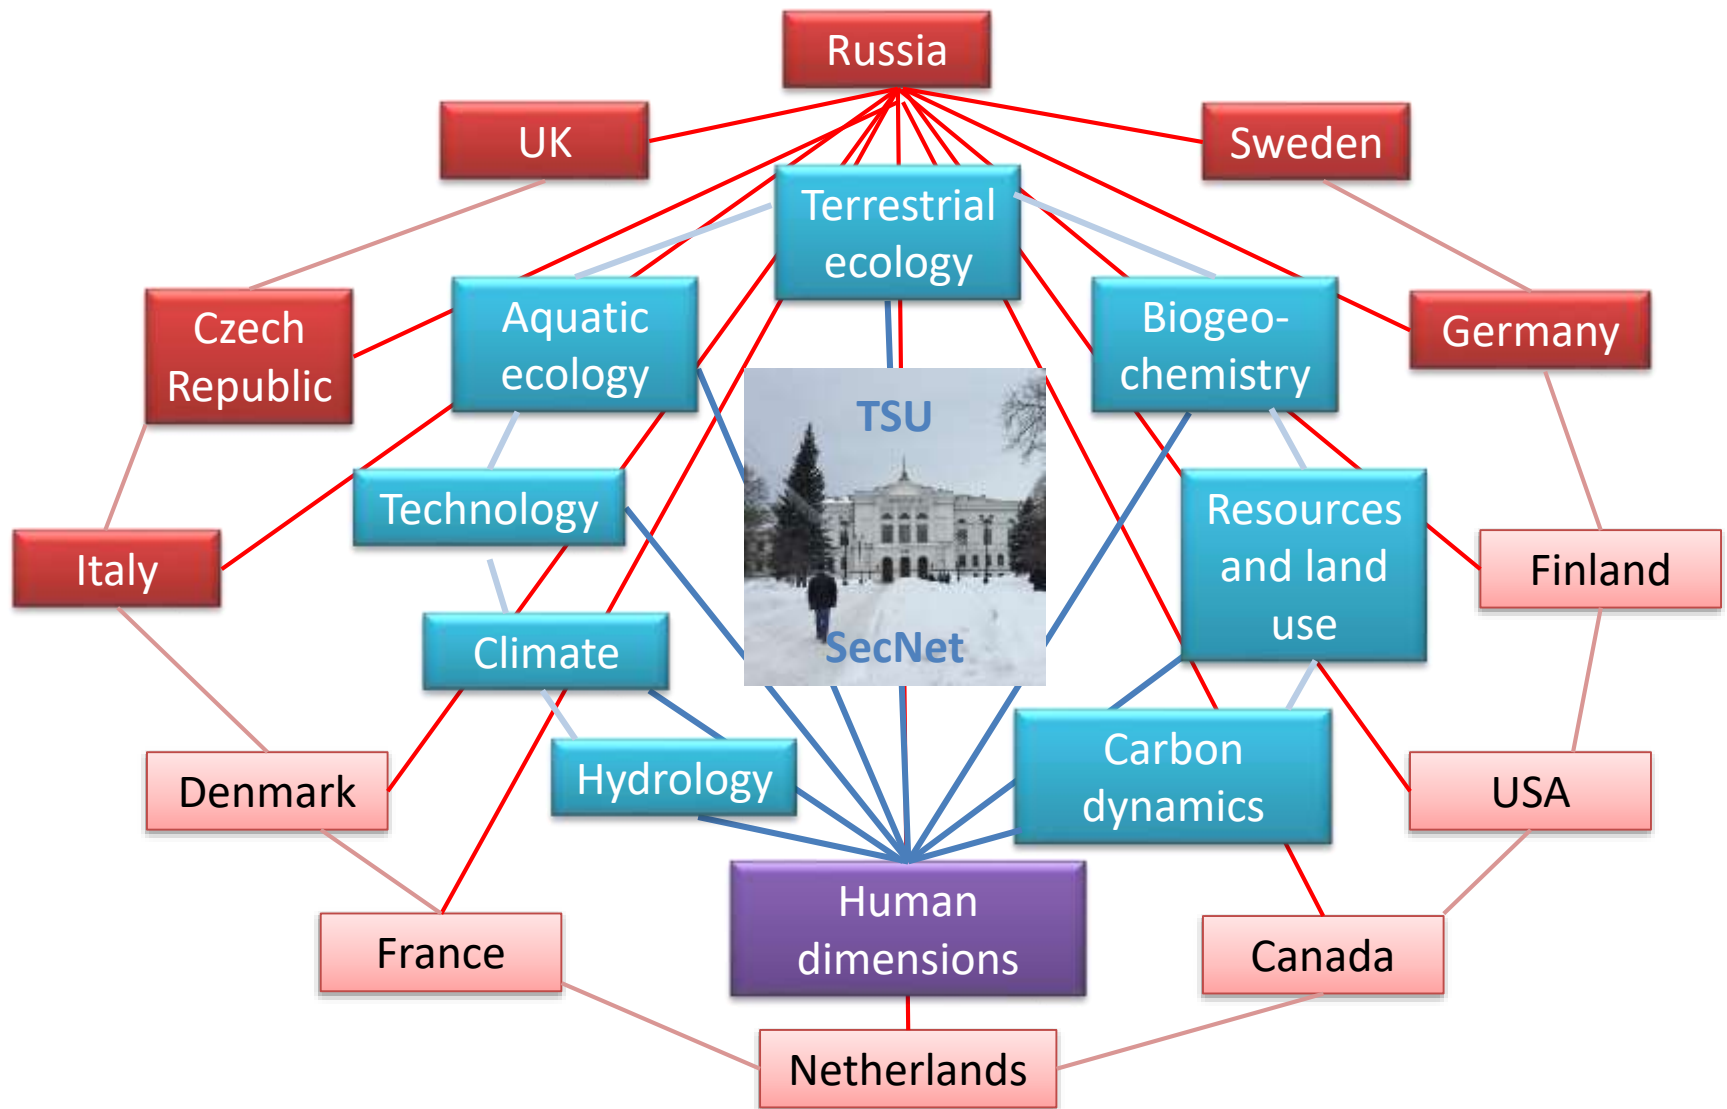 Russia
UK
Sweden
Terrestrial
ecology
Czech
Republic
Aquatic
ecology
Biogeo-
chemistry
Germany
TSU
Technology
Resources
and land
use
Italy
Finland
Climate
SecNet
Denmark
Hydrology
Carbon
dynamics
USA
France
Human
dimensions
Canada
Netherlands